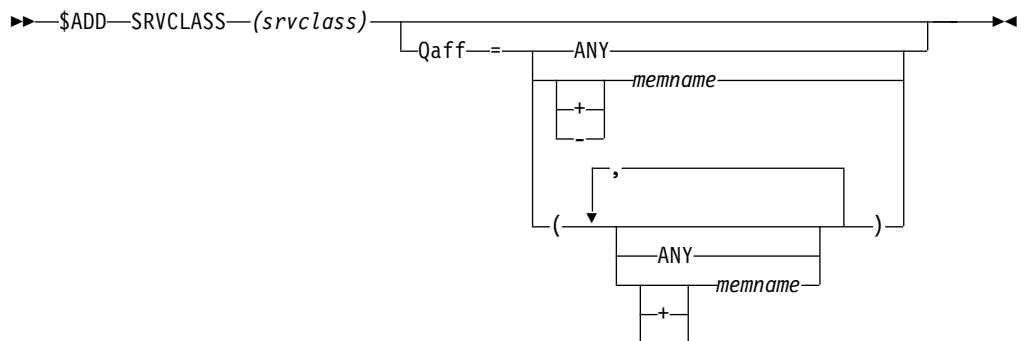 ►►—$ADD—SRVCLASS—(srvclass)—►◄
Qaff—=—ANY
memname
+
-
,
( )
ANY
memname
+